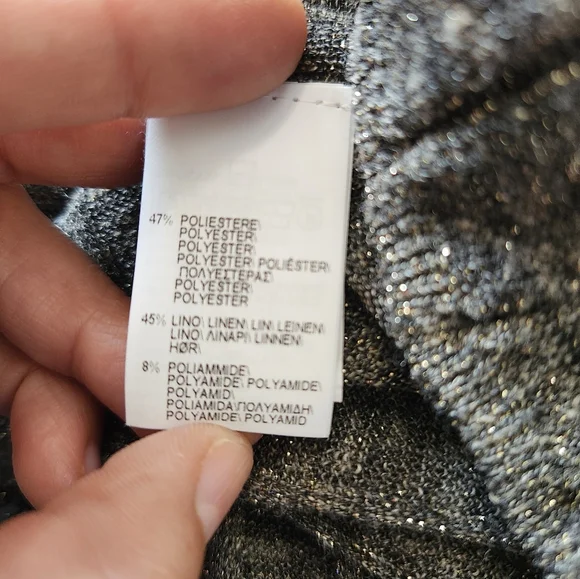 47% POLIESTERE\
POLYESTER\
POLYESTER\
POLYESTER\ POLIÉSTER\
ΠΟΛΥΕΣΤΕΡΑΣ\
POLYESTER\
POLYESTER
45% LINO\ LINEN\ LIN\ LEINEN\
LINO\ ΛΙΝΑΡΙ\ LINNEN\
HØR\
8% POLIAMMIDE\
POLYAMIDE\ POLYAMIDE\
POLYAMID\
POLIAMIDA\ΠΟΛΥΑΜΙΔΗ\
POLYAMIDE\ POLYAMID